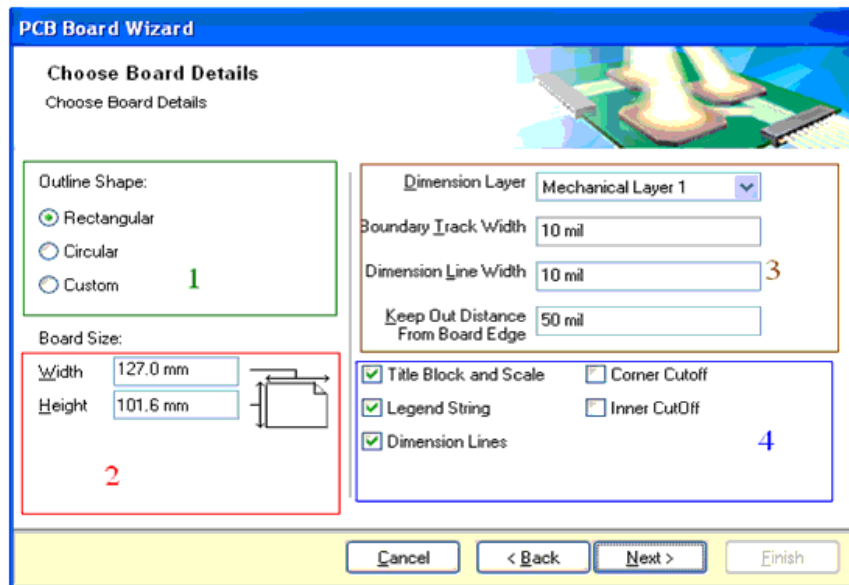 PCB Board Wizard
Choose Board Details
Choose Board Details
Outline Shape:
Rectangular
Circular
Custom
1
Board Size:
Width 127.0 mm
Height 101.6 mm
2
Dimension Layer Mechanical Layer 1
Boundary Track Width 10 mil
Dimension Line Width 10 mil
3
Keep Out Distance
From Board Edge 50 mil
Title Block and Scale Corner Cutoff
Legend String Inner CutOff
Dimension Lines
4
Cancel < Back Next > Finish